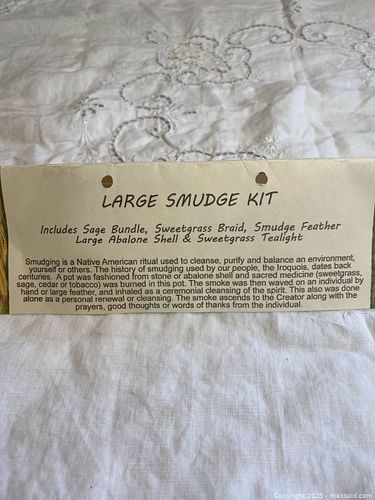 LARGE SMUDGE KIT
Includes Sage Bundle, Sweetgrass Braid, Smudge Feather
Large Abalone Shell & Sweetgrass Tealight
Smudging is a Native American ritual used to cleanse, purify and balance an environment,
yourself or others. The history of smudging used by our people, the Iroquois, dates back
centuries. A pot was fashioned from stone or abalone shell and sacred medicine (sweetgrass,
sage, cedar or tobacco) was burned in this pot. The smoke was then waved on an individual by
hand or large feather, and inhaled as a ceremonial cleansing of the spirit. This also was done
alone as a personal renewal or cleansing. The smoke ascends to the Creator along with the
prayers, good thoughts or words of thanks from the individual.
Copyright 2025 - maxsold.com